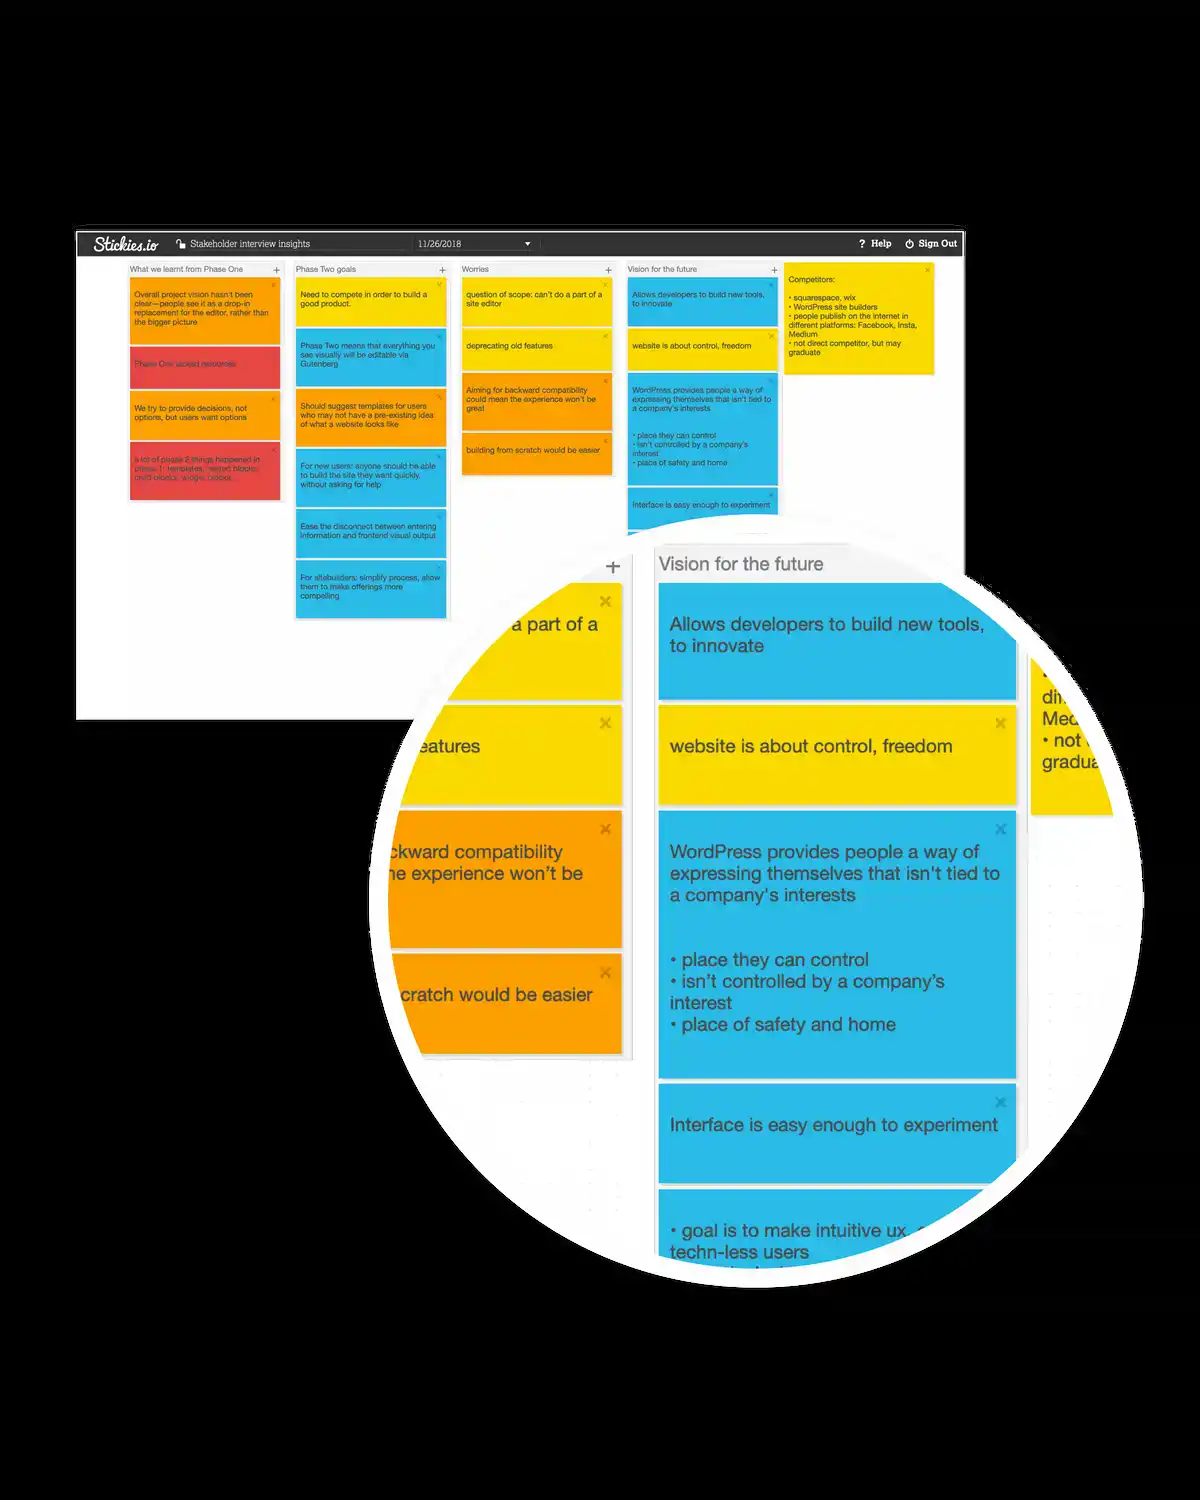 Stickies.io
Stakeholder interview insights
11/26/2018
? Help
Sign Out
What we learnt from Phase One
+
Overall project vision hasn't been
clear—people see it as a drop-in
replacement for the editor, rather than
the bigger picture
Phase One lacked resources
We try to provide decisions, not
options, but users want options
a lot of phase 2 things happened in
phase 1: templates,
child blocks, widget
Phase Two goals
+
Need to compete in order to build a
good product.
Phase Two means that everything you
see visually will be editable via
Gutenberg
Should suggest templates for users
who may not have a pre-existing idea
of what a website looks like
For new users: anyone should be able
to build the site they want quickly,
without asking for help
Ease the disconnect between entering
information and frontend visual output
For sitebuilders: simplify process, allow
them to make offerings more
compelling
Worries
+
question of scope: can't do a part of a
site editor
deprecating old features
Aiming for backward compatibility
could mean the experience won't be
great
building from scratch would be easier
Vision for the future
+
Allows developers to build new tools,
to innovate
website is about control, freedom
WordPress provides people a way of
expressing themselves that isn't tied to
a company's interests
• place they can control
• isn't controlled by a company's
interest
• place of safety and home
Interface is easy enough to experiment
Competitors:
• squarespace, wix
• WordPress site builders
• people publish on the internet in
different platforms: Facebook, Insta,
Medium
• not direct competitor, but may
graduate
+
a part of a
eatures
ckward compatibility
e experience won't be
cratch would be easier
Vision for the future
Allows developers to build new tools,
to innovate
website is about control, freedom
WordPress provides people a way of
expressing themselves that isn't tied to
a company's interests
• place they can control
• isn't controlled by a company's
interest
• place of safety and home
Interface is easy enough to experiment
• goal is to make intuitive ux,
techn-less users
• not